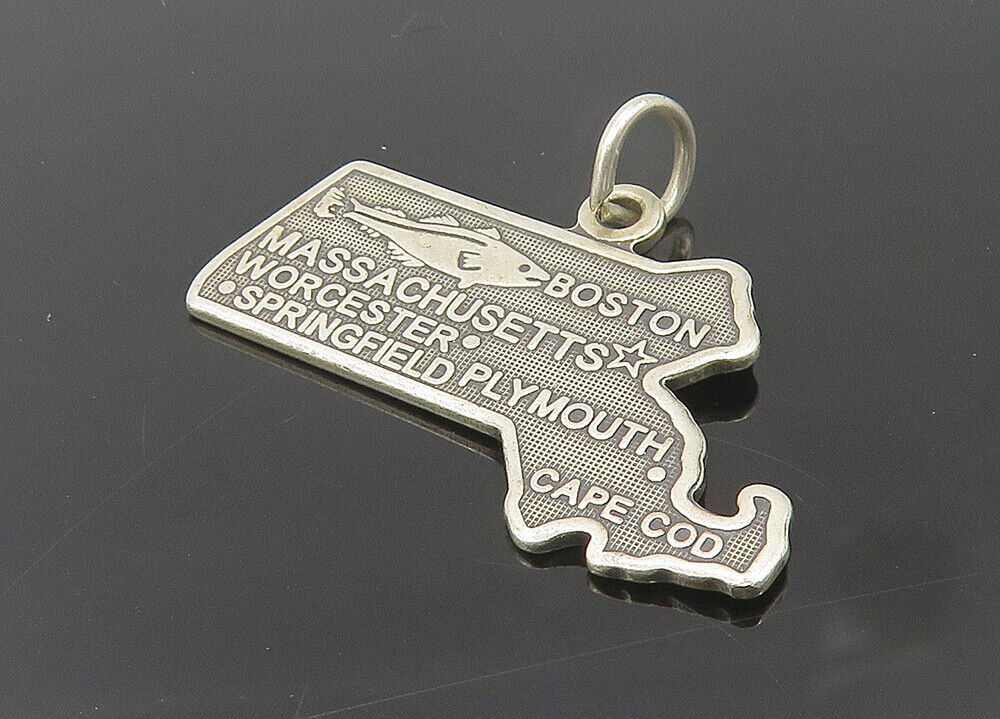 BOSTON
MASSACHUSETTS
WORCESTER
SPRINGFIELD
PLYMOUTH
CAPE COD